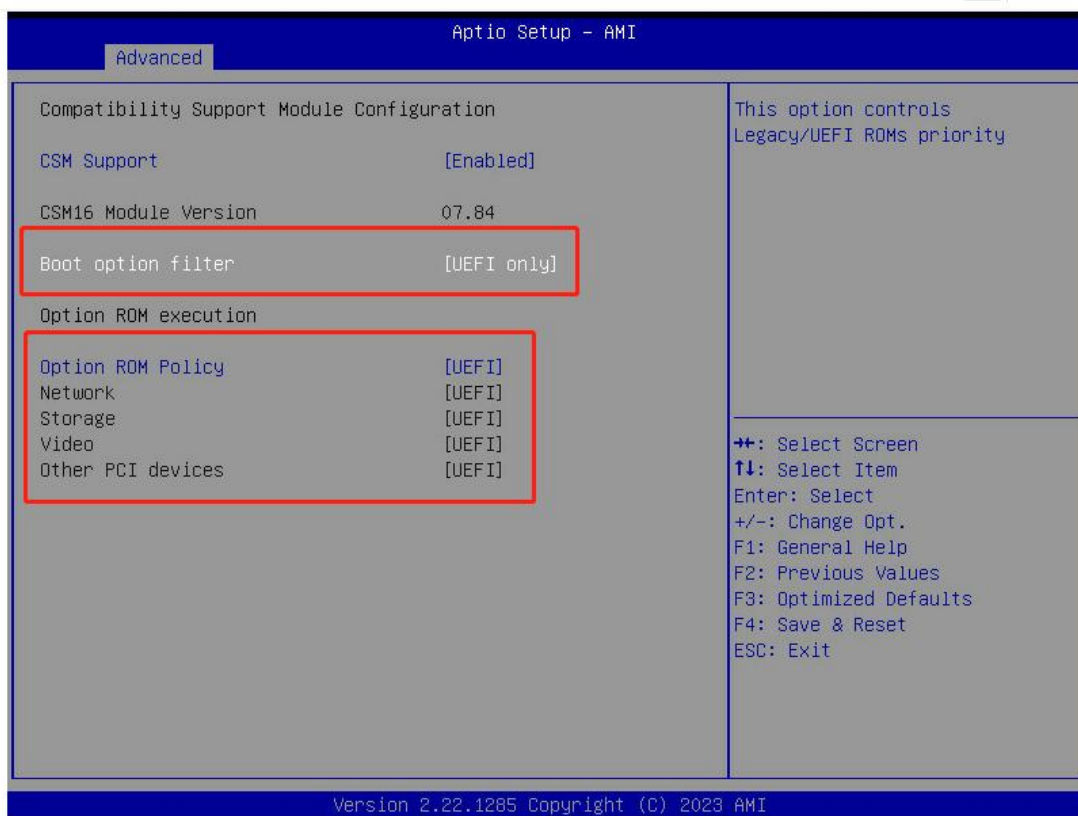 Aptio Setup – AMI
Advanced
Compatibility Support Module Configuration
CSM Support [Enabled]
CSM16 Module Version 07.84
Boot option filter [UEFI only]
Option ROM execution
Option ROM Policy [UEFI]
Network [UEFI]
Storage [UEFI]
Video [UEFI]
Other PCI devices [UEFI]
This option controls
Legacy/UEFI ROMs priority
→←: Select Screen
↑↓: Select Item
Enter: Select
+/-: Change Opt.
F1: General Help
F2: Previous Values
F3: Optimized Defaults
F4: Save & Reset
ESC: Exit
Version 2.22.1285 Copyright (C) 2023 AMI